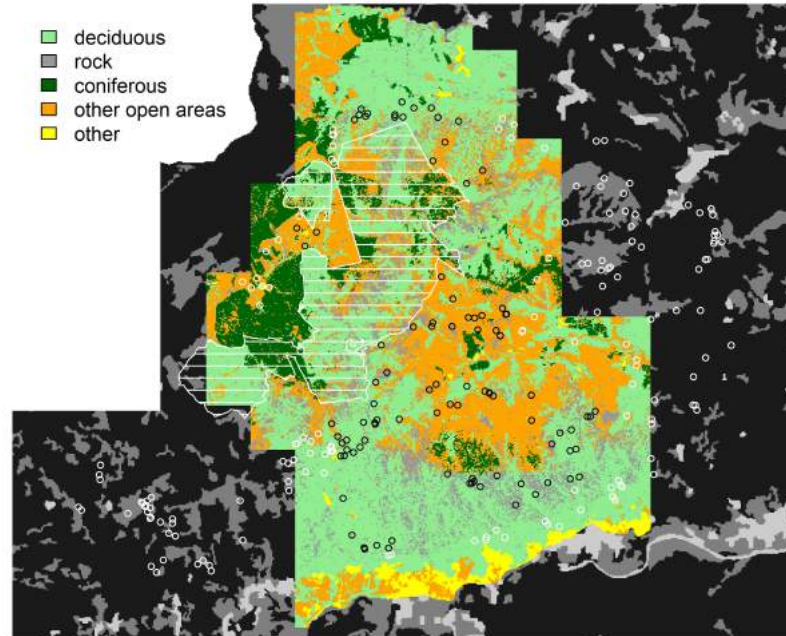 deciduous
rock
coniferous
other open areas
other